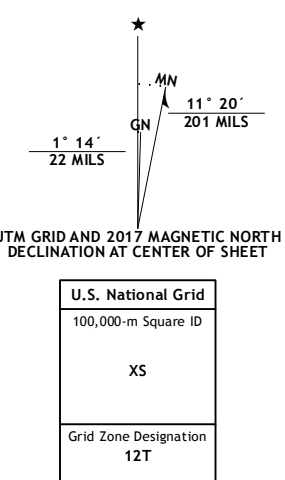 ★
MN
GN
11° 20´
201 MILS
1° 14´
22 MILS
UTM GRID AND 2017 MAGNETIC NORTH
DECLINATION AT CENTER OF SHEET
U.S. National Grid
100,000-m Square ID
XS
Grid Zone Designation
12T